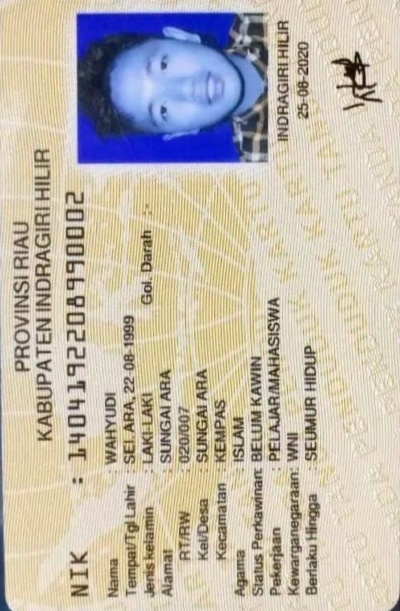 PROVINSI RIAU
KABUPATEN INDRAGIRI HILIR
NIK : 1404192208990002
Nama : WAHYUDI
Tempat/Tgl Lahir : SEI. ARA, 22-08-1999
Jenis kelamin : LAKI-LAKI Gol. Darah :-
Alamat : SUNGAI ARA
RT/RW : 020/007
Kel/Desa : SUNGAI ARA
Kecamatan : KEMPAS
Agama : ISLAM
Status Perkawinan: BELUM KAWIN
Pekerjaan : PELAJAR/MAHASISWA
Kewarganegaraan: WNI
Berlaku Hingga : SEUMUR HIDUP
INDRAGIRI HILIR
25-08-2020